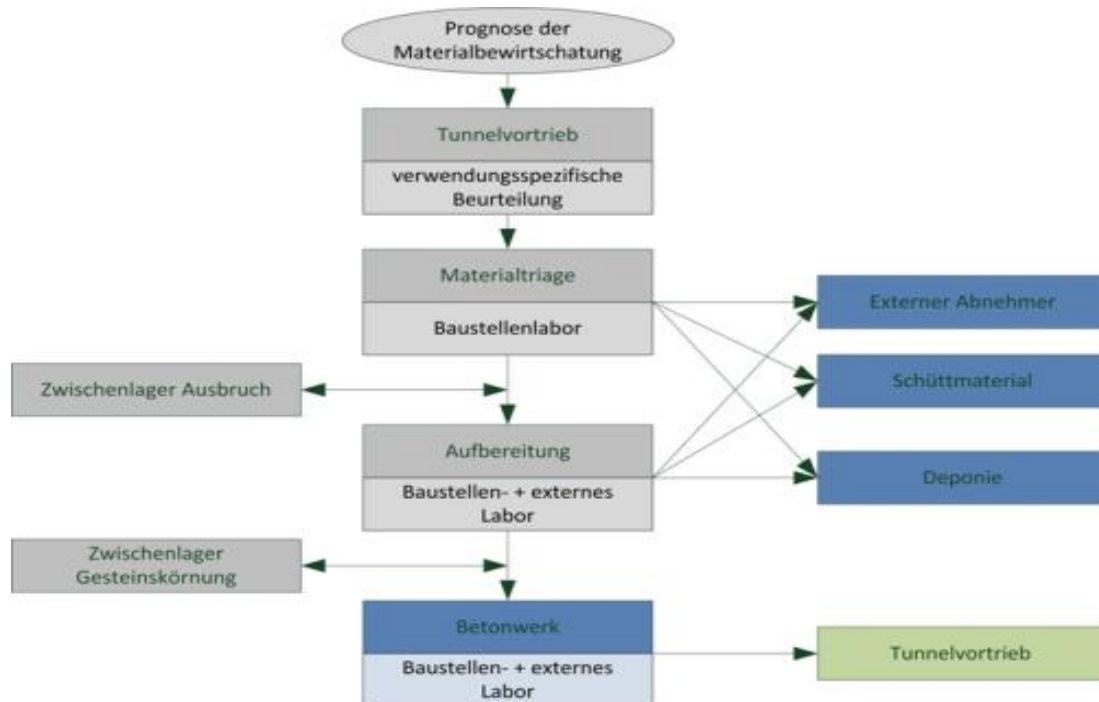 Prognose der
Materialbewirtschatung
Tunnelvortrieb
verwendungsspezifische
Beurteilung
Materialtriage
Baustellenlabor
Externer Abnehmer
Schüttmaterial
Zwischenlager Ausbruch
Aufbereitung
Baustellen- + externes
Labor
Deponie
Zwischenlager
Gesteinskörnung
Betonwerk
Baustellen- + externes
Labor
Tunnelvortrieb